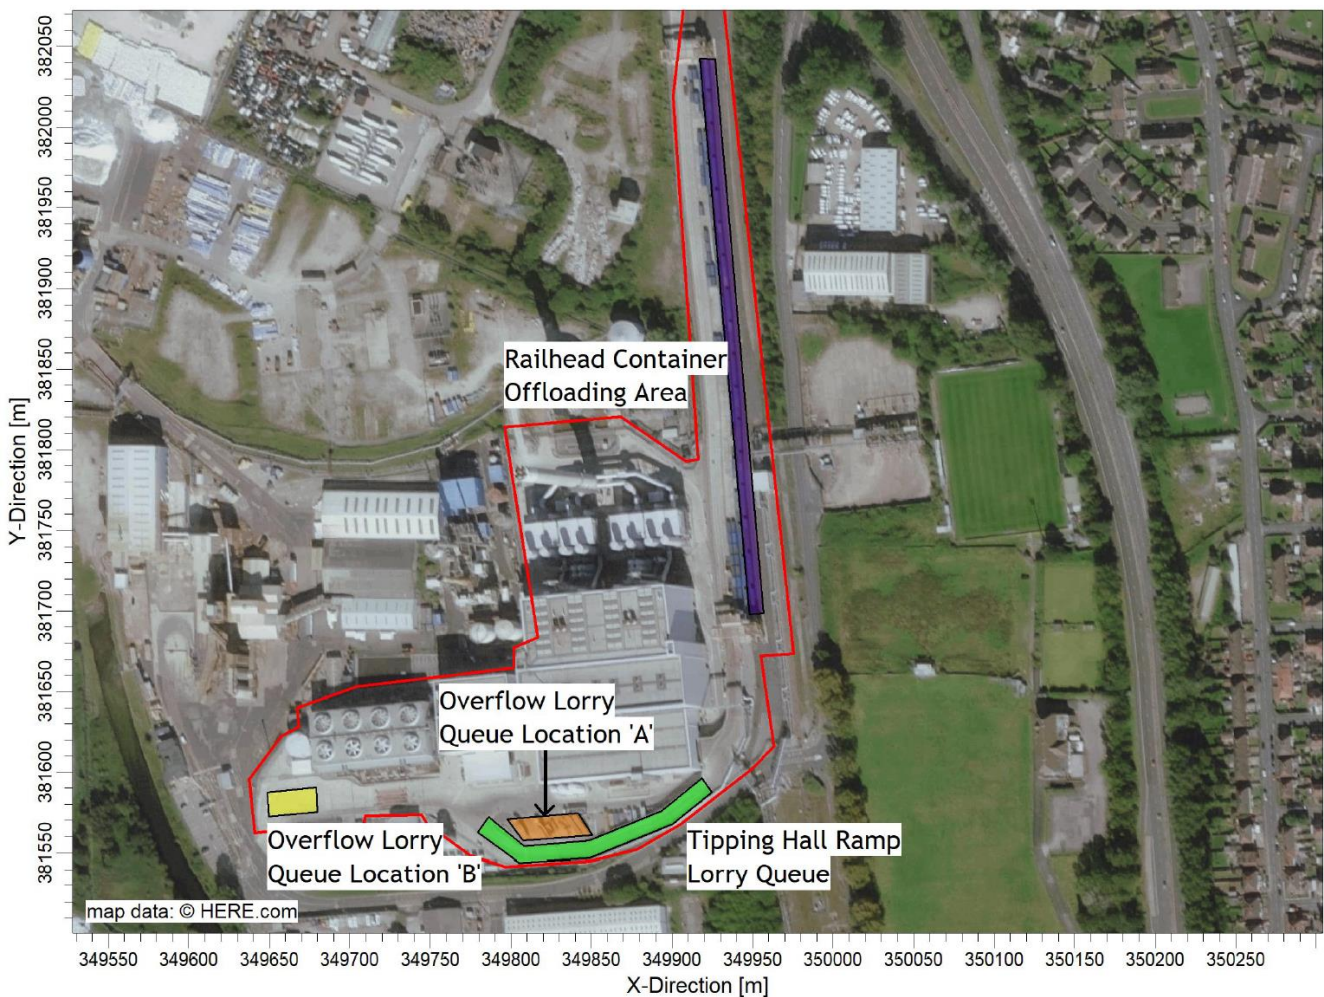 382050
382000
381950
381900
381850
381800
381750
381700
381650
381600
381550
Y-Direction [m]
Railhead Container
Offloading Area
Overflow Lorry
Queue Location 'A'
Overflow Lorry
Queue Location 'B'
Tipping Hall Ramp
Lorry Queue
map data: © HERE.com
349550 349600 349650 349700 349750 349800 349850 349900 349950 350000 350050 350100 350150 350200 350250
X-Direction [m]